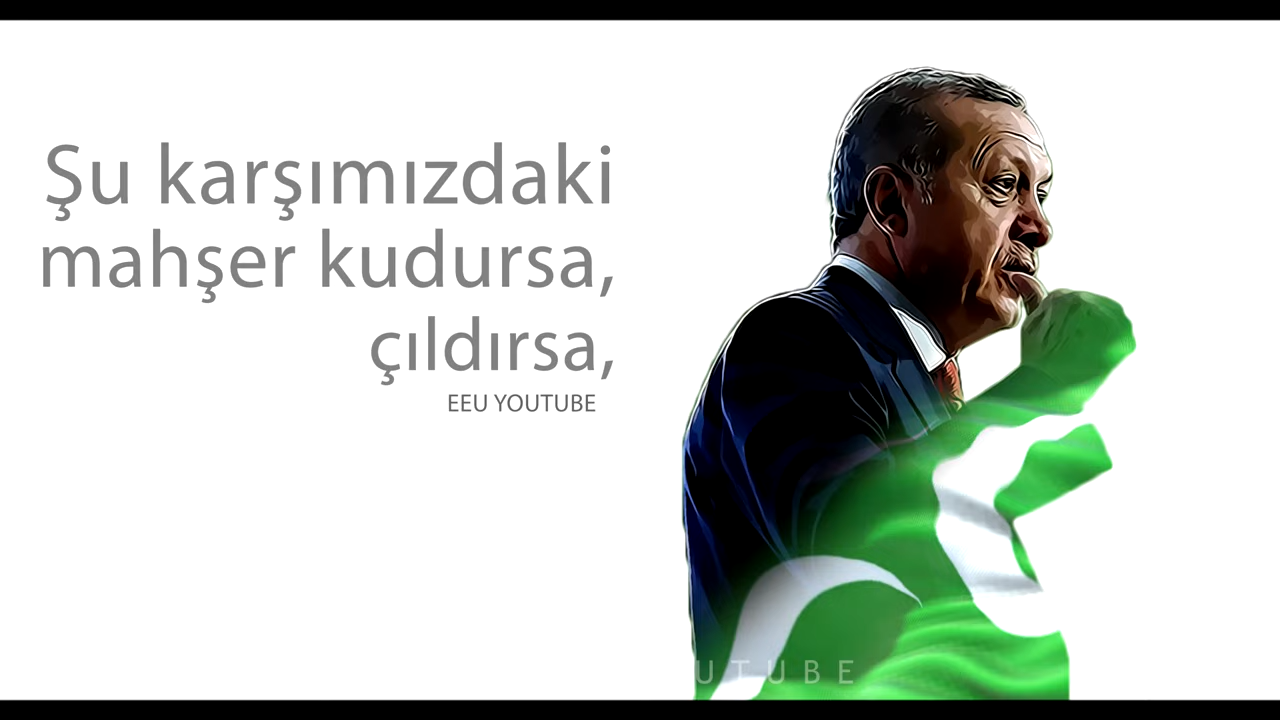 Şu karşımızdaki
mahşer kudursa,
çıldırsa,
EEU YOUTUBE
UTUBE